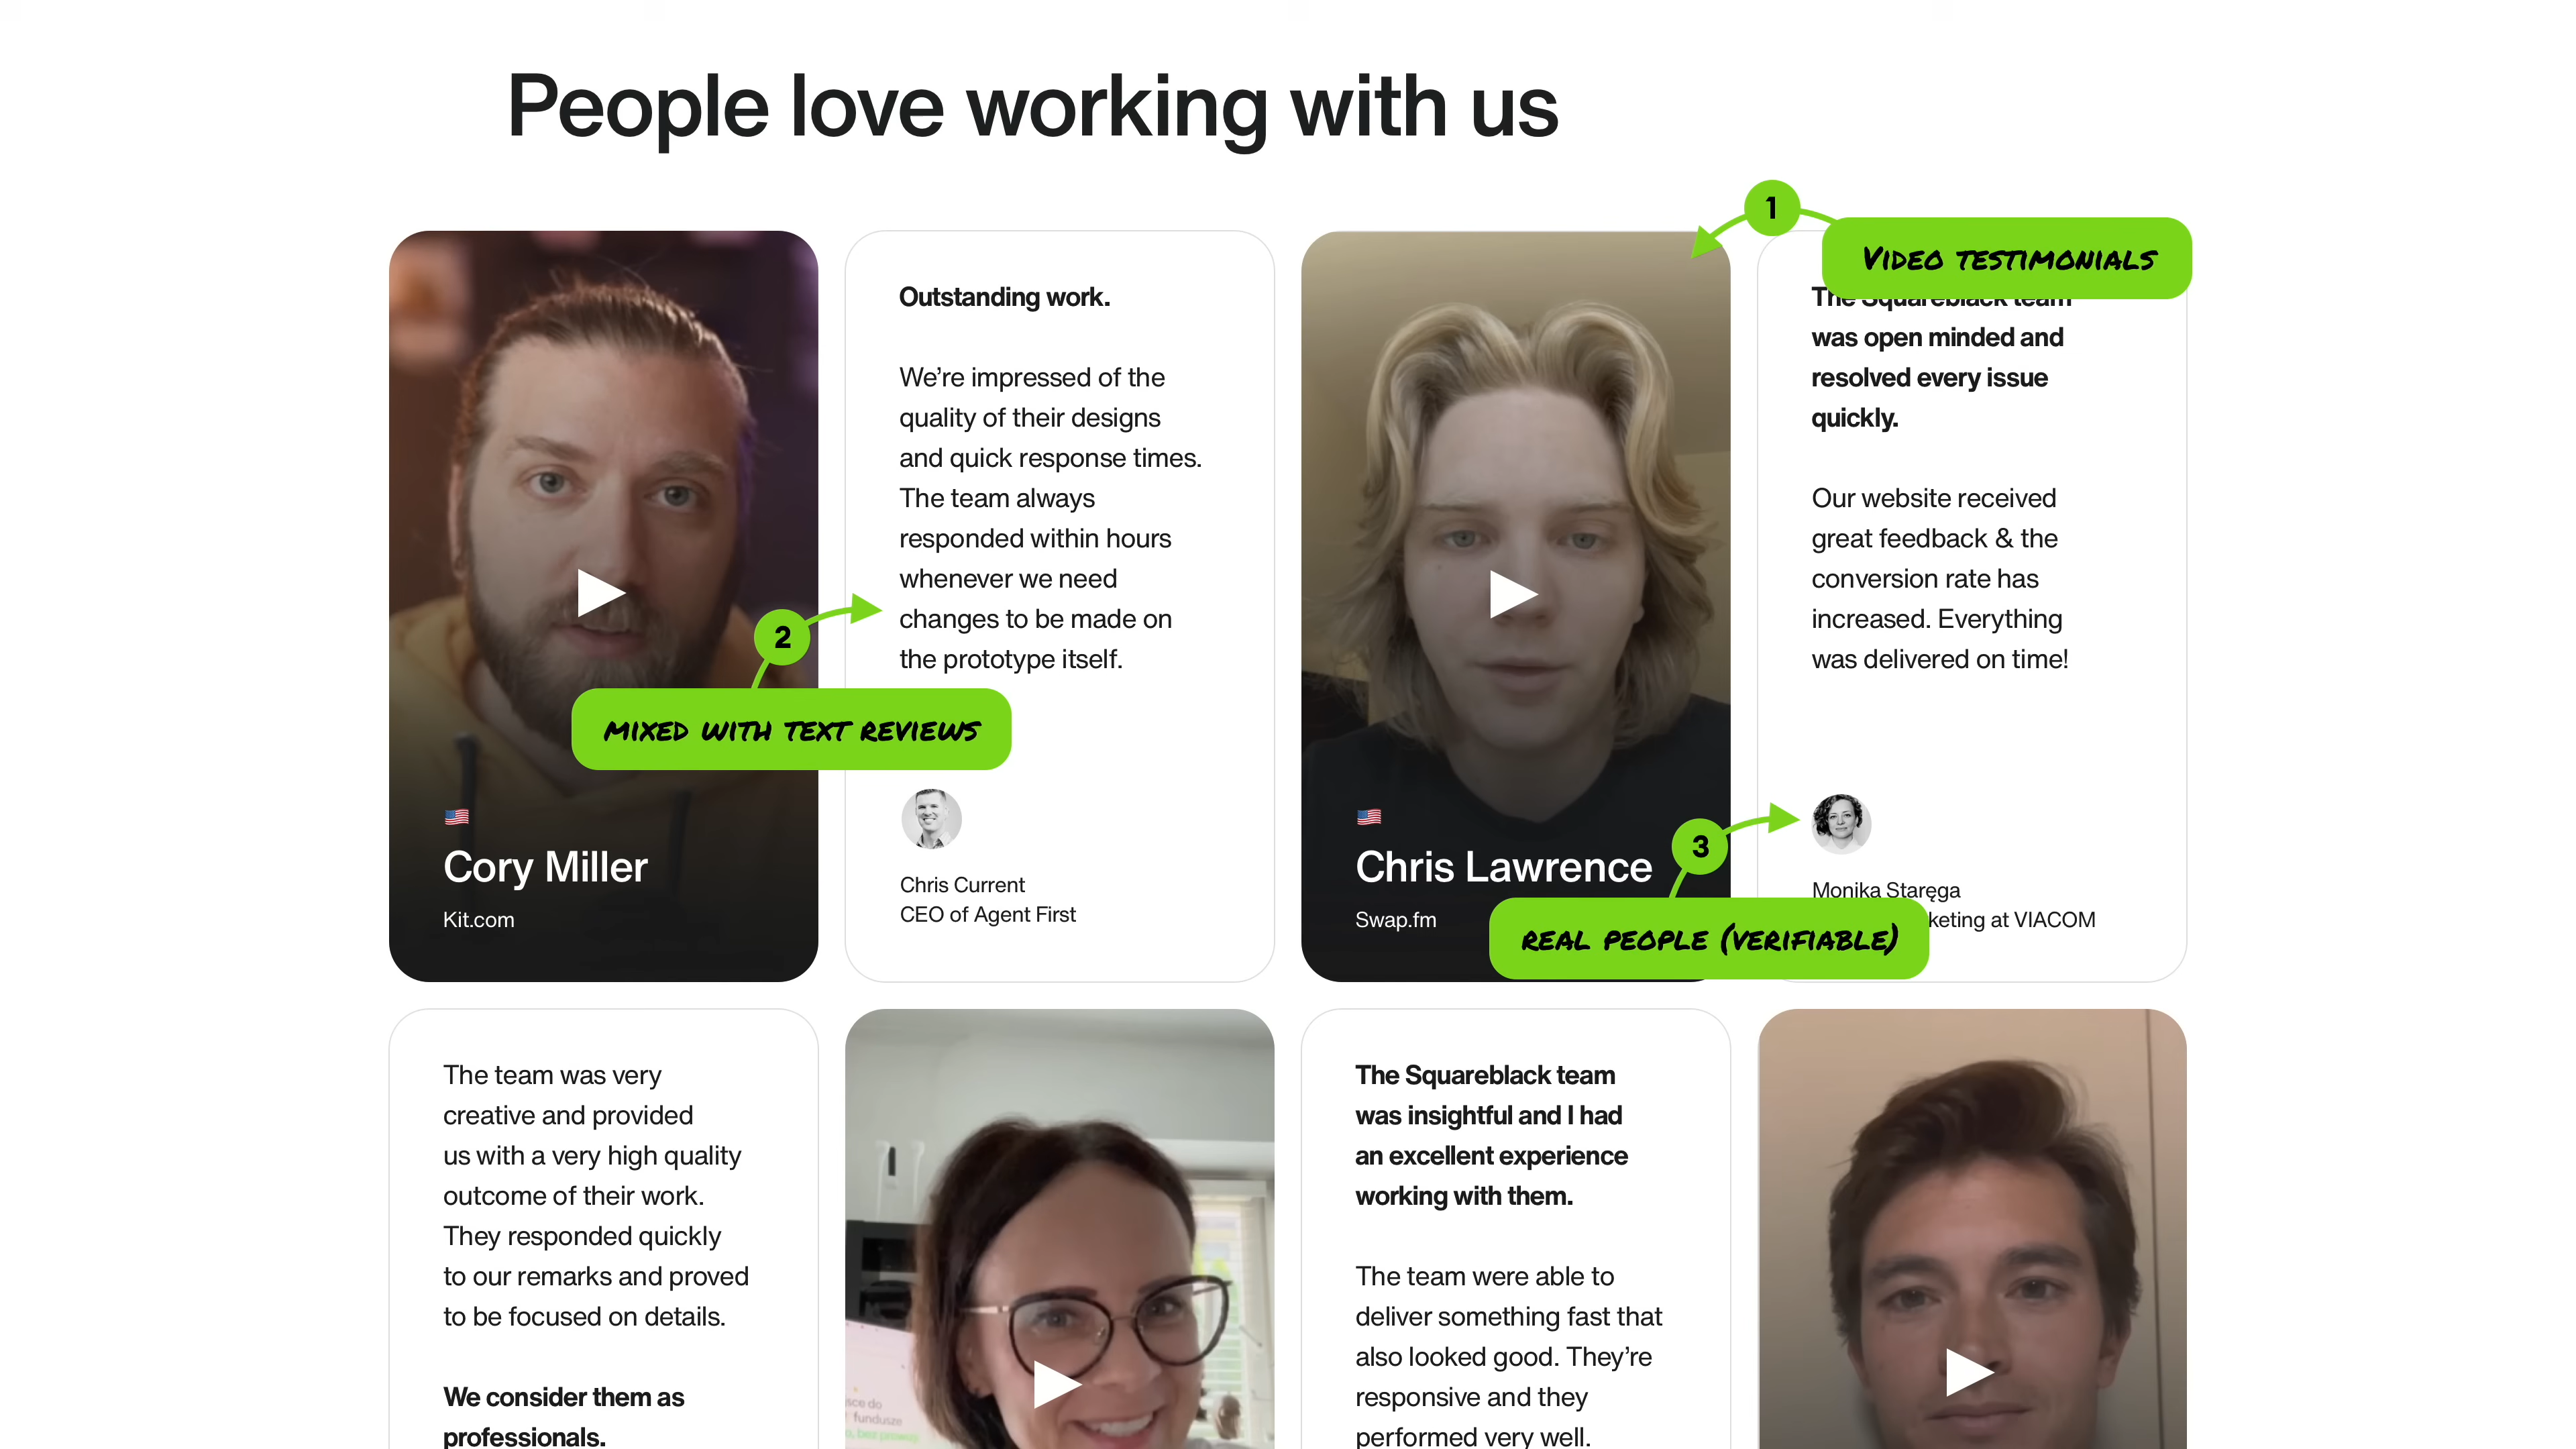 People love working with us
1
VIDEO TESTIMONIALS
Outstanding work.
We're impressed of the
quality of their designs
and quick response times.
The team always
responded within hours
whenever we need
changes to be made on
the prototype itself.
Chris Current
CEO of Agent First
2
MIXED WITH TEXT REVIEWS
Cory Miller
Kit.com
Chris Lawrence
Swap.fm
The Squareblack team
was open minded and
resolved every issue
quickly.
Our website received
great feedback & the
conversion rate has
increased. Everything
was delivered on time!
3
REAL PEOPLE (VERIFIABLE)
Monika Staręga
at VIACOM
The team was very
creative and provided
us with a very high quality
outcome of their work.
They responded quickly
to our remarks and proved
to be focused on details.
We consider them as
professionals.
fundusze
The Squareblack team
was insightful and I had
an excellent experience
working with them.
The team were able to
deliver something fast that
also looked good. They're
responsive and they
performed very well.